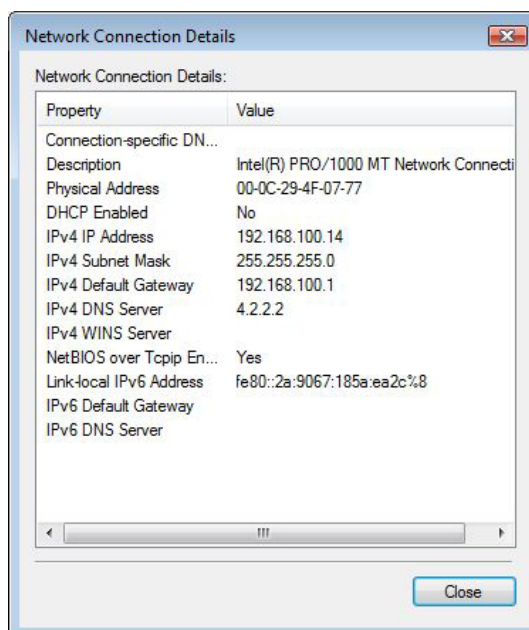 Network Connection Details
Network Connection Details:
Property Value
Connection-specific DN...
Description Intel(R) PRO/1000 MT Network Connecti
Physical Address 00-0C-29-4F-07-77
DHCP Enabled No
IPv4 IP Address 192.168.100.14
IPv4 Subnet Mask 255.255.255.0
IPv4 Default Gateway 192.168.100.1
IPv4 DNS Server 4.2.2.2
IPv4 WINS Server
NetBIOS over Tcpip En... Yes
Link-local IPv6 Address fe80::2a:9067:185a:ea2c%8
IPv6 Default Gateway
IPv6 DNS Server
Close